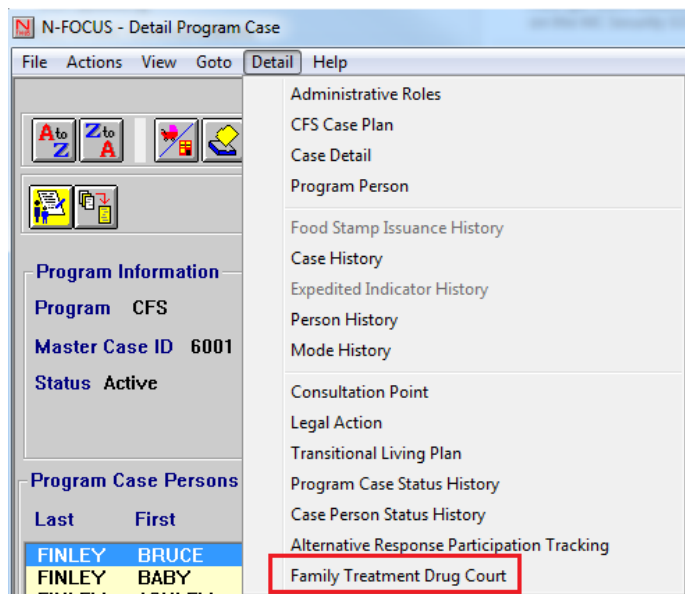 N-FOCUS - Detail Program Case
File Actions View Goto Detail Help
Administrative Roles
CFS Case Plan
Case Detail
Program Person
Food Stamp Issuance History
Case History
Expedited Indicator History
Person History
Mode History
Consultation Point
Legal Action
Transitional Living Plan
Program Case Status History
Case Person Status History
Alternative Response Participation Tracking
Family Treatment Drug Court
A to Z
Z to A
Program Information
Program CFS
Master Case ID 6001
Status Active
Program Case Persons
Last First
FINLEY BRUCE
FINLEY BABY